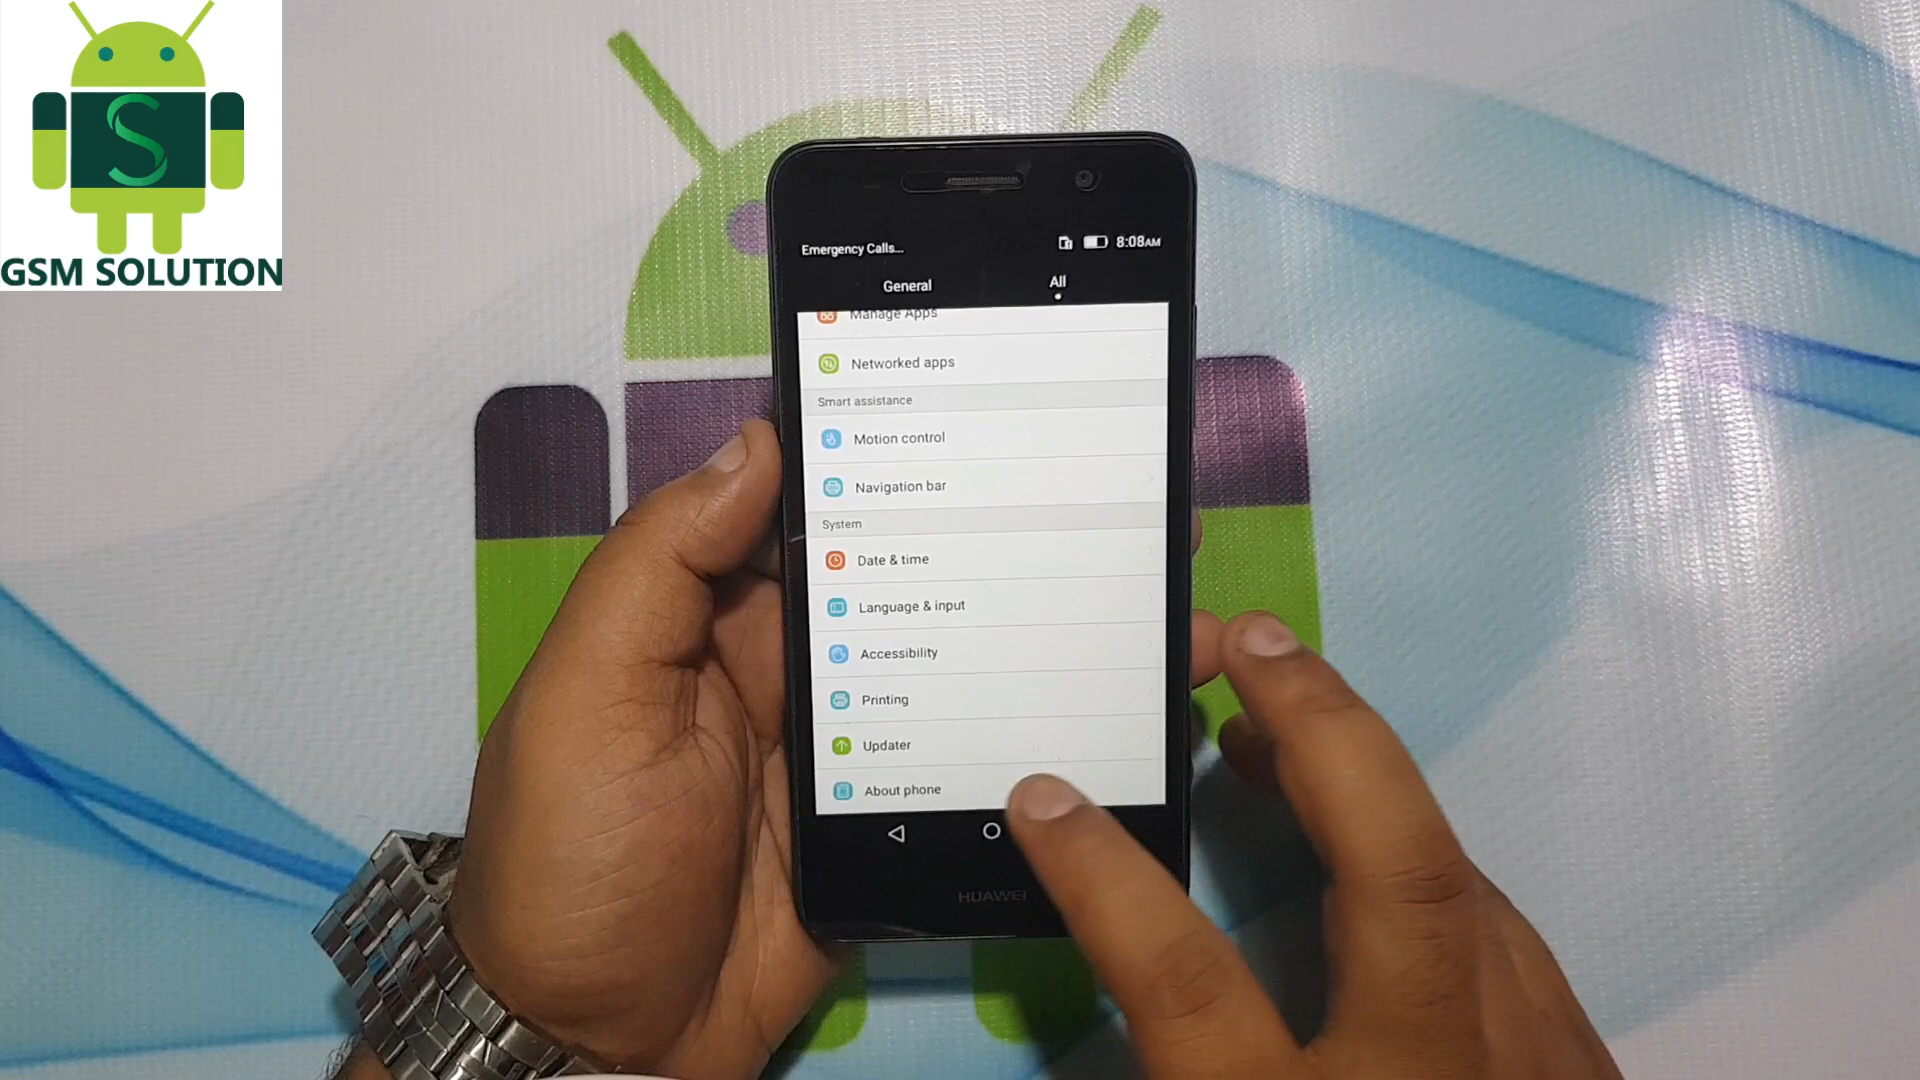 S
GSM SOLUTION
Emergency Calls...
8:08AM
General
All
Manage Apps
Networked apps
Smart assistance
Motion control
Navigation bar
System
Date & time
Language & input
Accessibility
Printing
Updater
About phone
HUAWEI